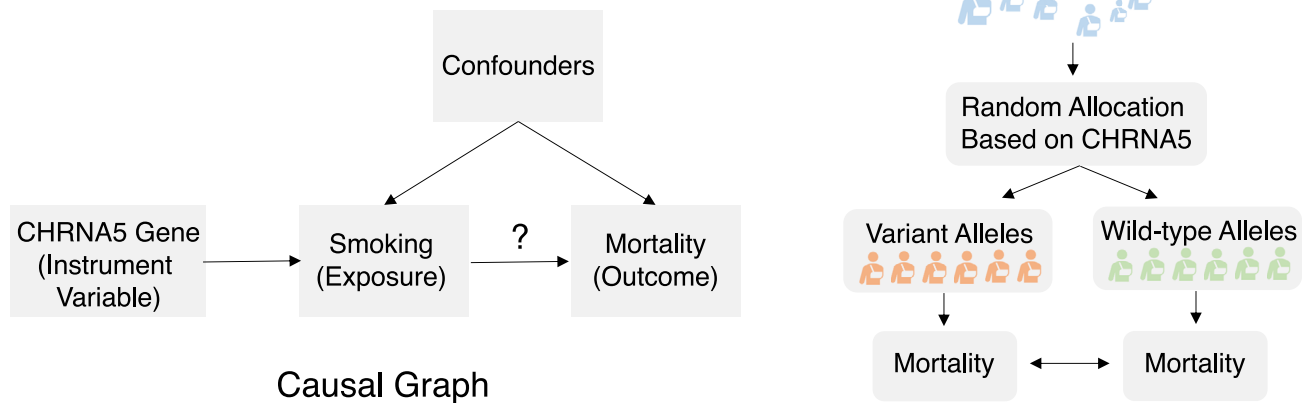 Confounders
CHRNA5 Gene
(Instrument
Variable)
Smoking
(Exposure)
?
Mortality
(Outcome)
Causal Graph
Random Allocation
Based on CHRNA5
Variant Alleles
Wild-type Alleles
Mortality
Mortality